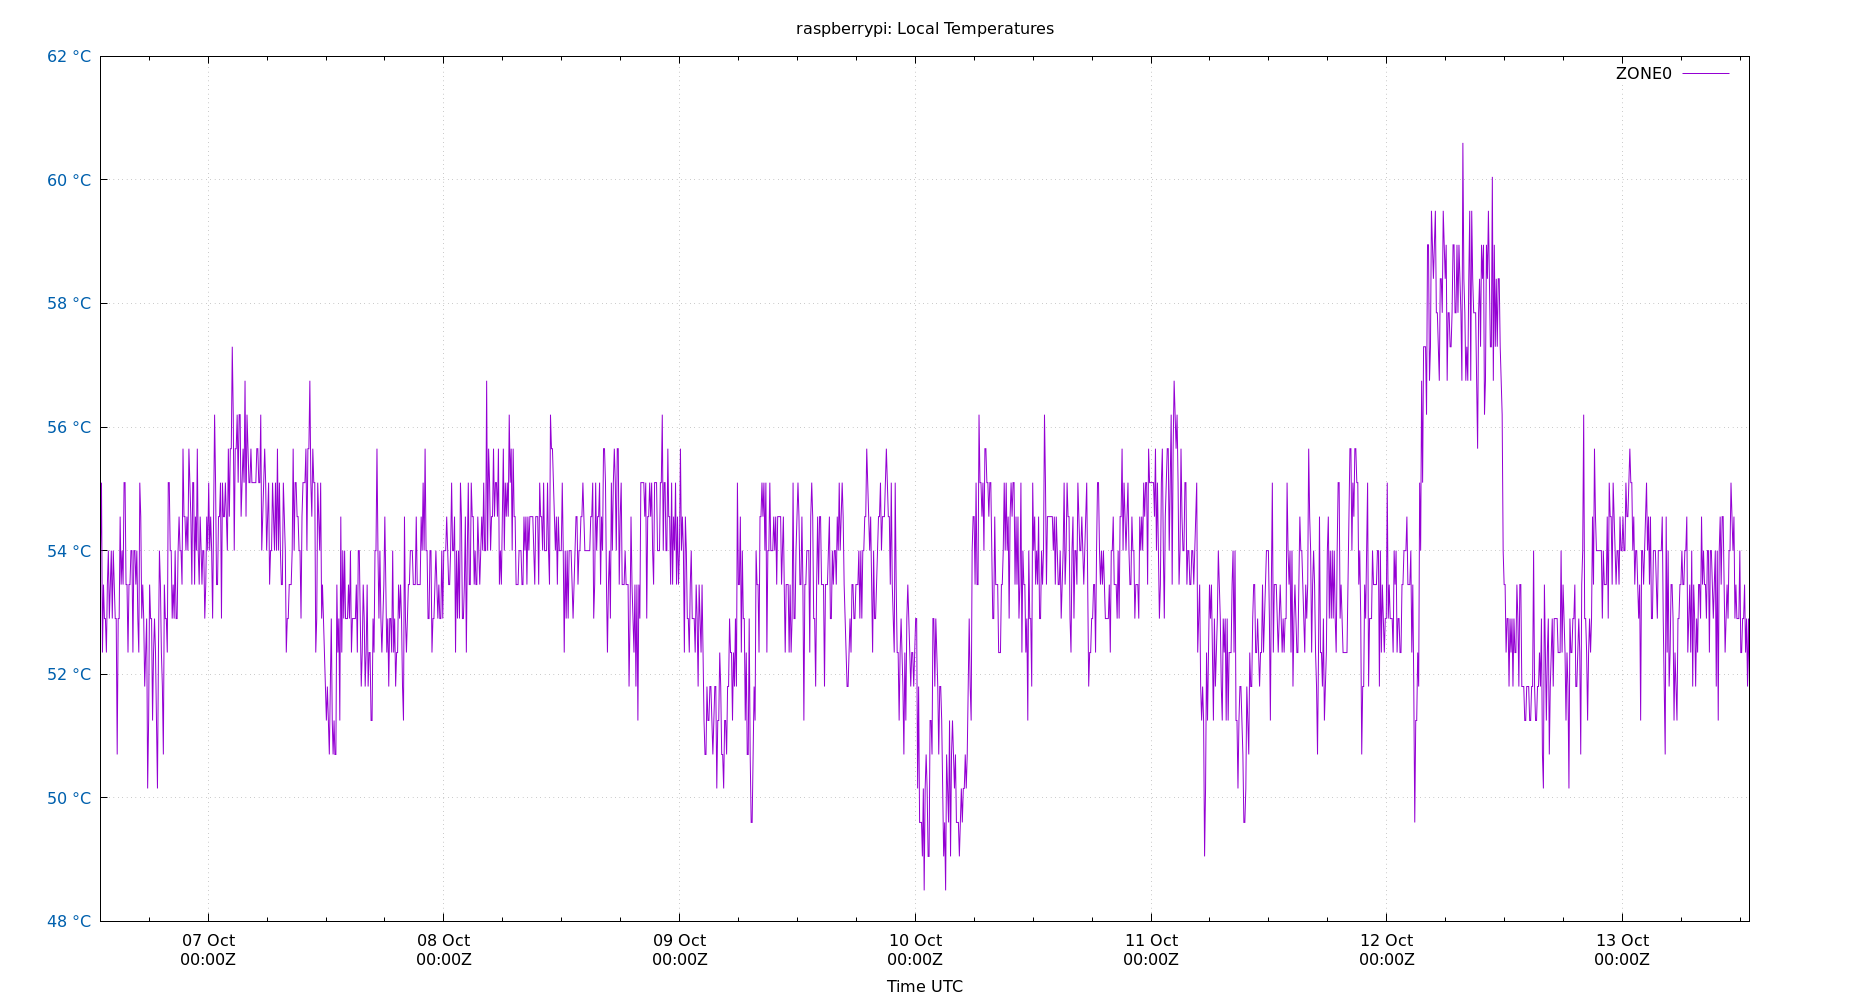 raspberrypi: Local Temperatures
62 °C
ZONE0
60 °C
58 °C
56 °C
54 °C
52 °C
50 °C
48 °C
07 Oct 08 Oct 09 Oct 10 Oct 11 Oct 12 Oct 13 Oct
00:00Z 00:00Z 00:00Z 00:00Z 00:00Z 00:00Z 00:00Z
Time UTC